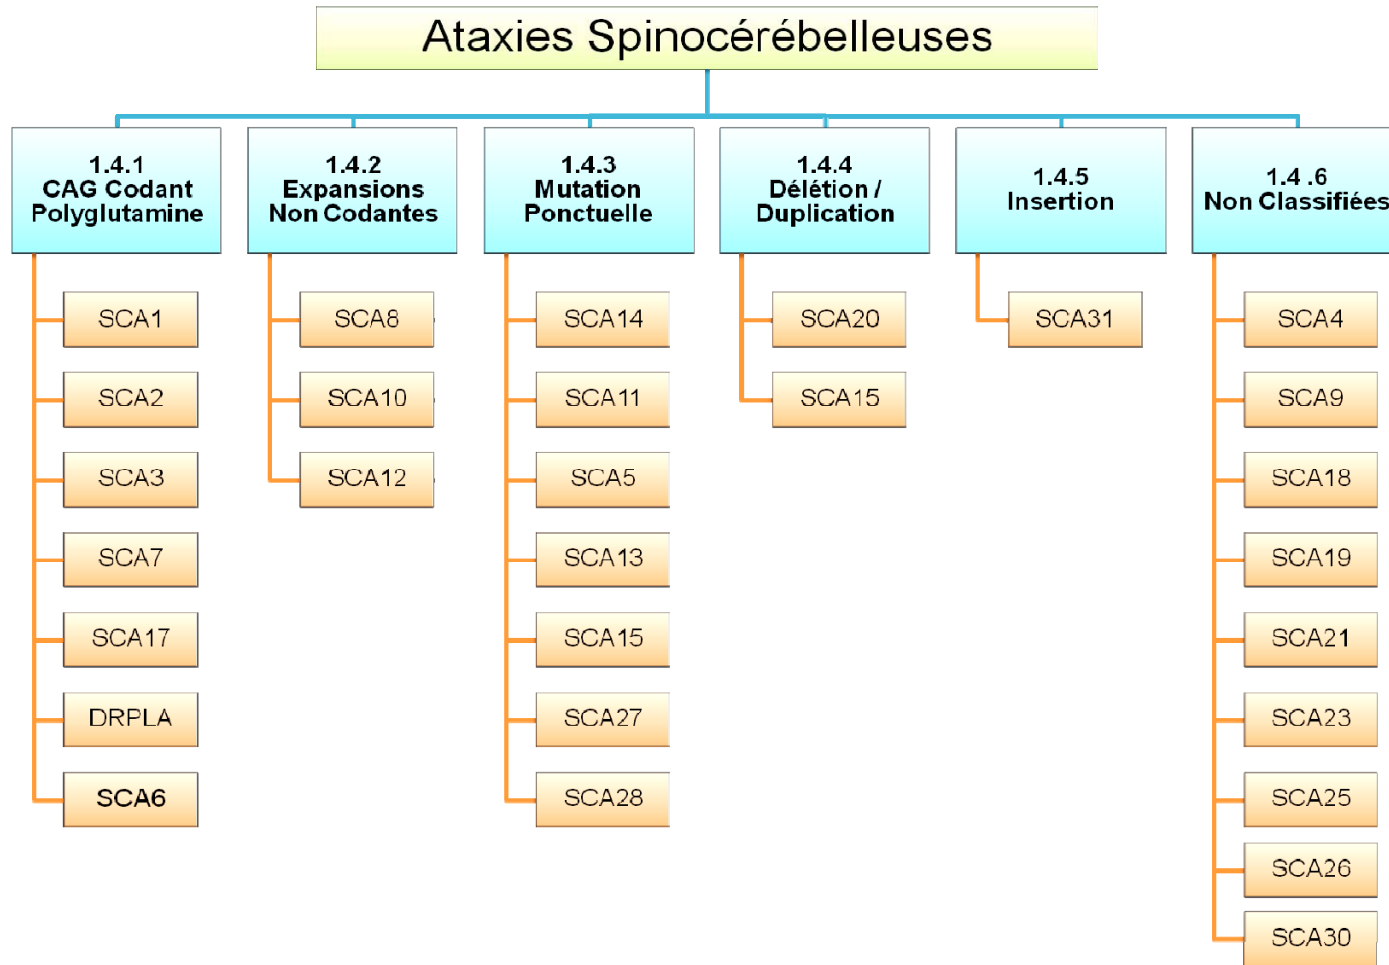 Ataxies Spinocérébelleuses
1.4.1
CAG Codant
Polyglutamine
SCA1
SCA2
SCA3
SCA7
SCA17
DRPLA
SCA6
1.4.2
Expansions
Non Codantes
SCA8
SCA10
SCA12
1.4.3
Mutation
Ponctuelle
SCA14
SCA11
SCA5
SCA13
SCA15
SCA27
SCA28
1.4.4
Délétion /
Duplication
SCA20
SCA15
1.4.5
Insertion
SCA31
1.4 .6
Non Classifiées
SCA4
SCA9
SCA18
SCA19
SCA21
SCA23
SCA25
SCA26
SCA30